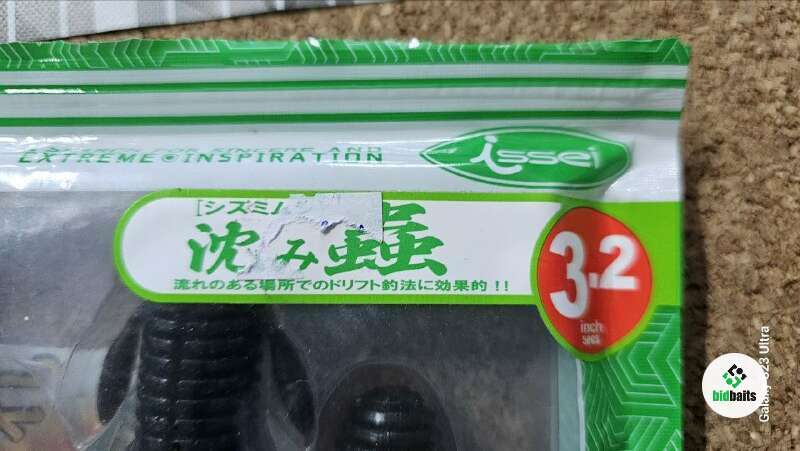 EXTREME INSPIRATION
issei
[シズミ
沈み蟲
流れのある場所でのドリフト釣法に効果的!!
3.2
inch
5PCS
bidbaits
Galaxy S23 Ultra